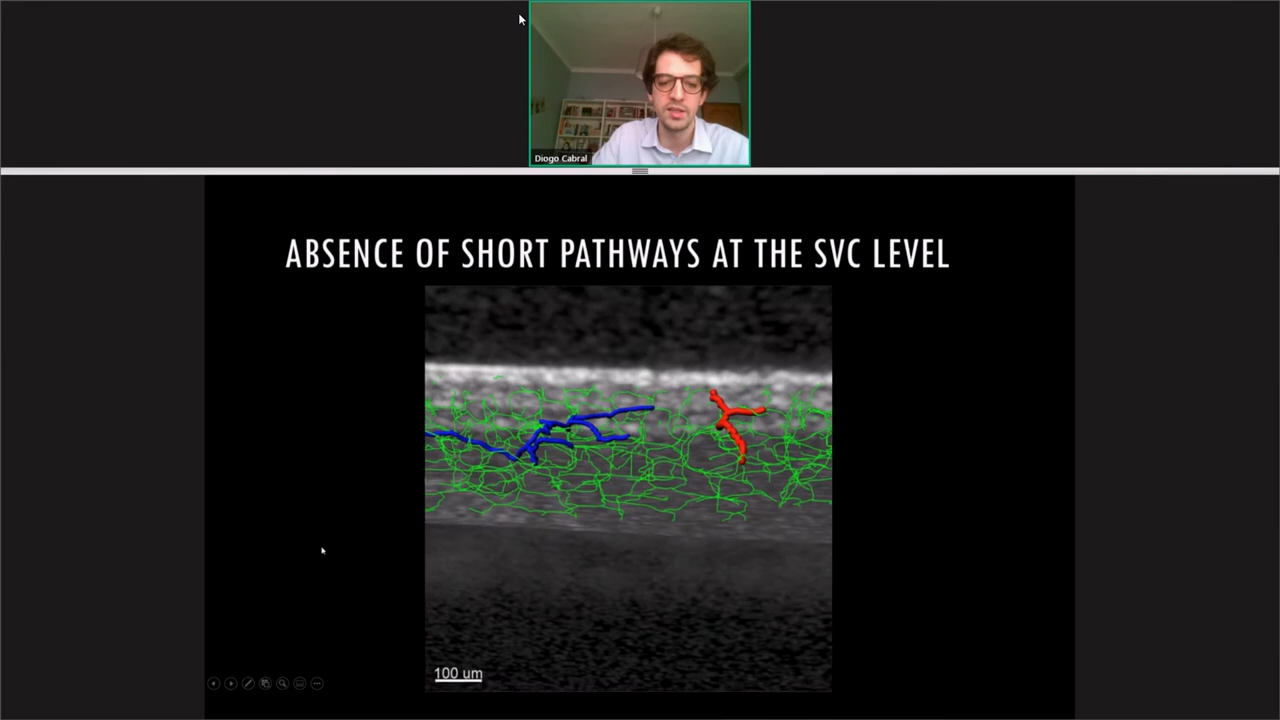 Diogo Cabral
ABSENCE OF SHORT PATHWAYS AT THE SVC LEVEL
100 um